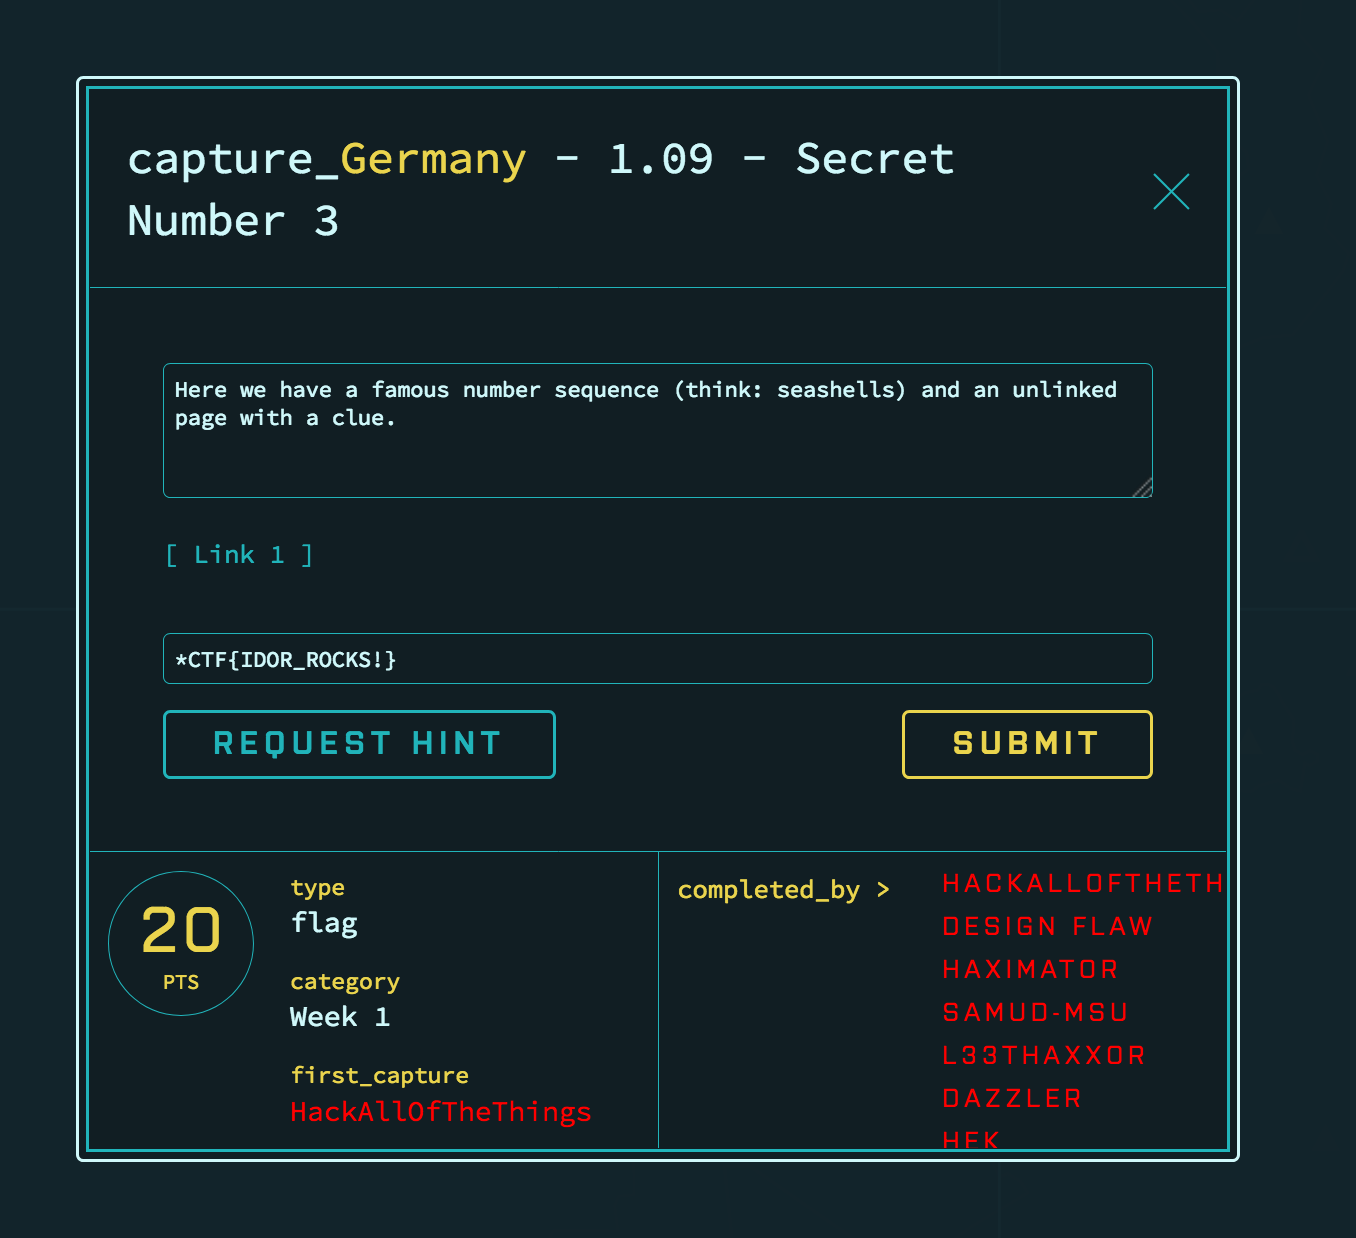 capture_Germany - 1.09 - Secret
Number 3
Here we have a famous number sequence (think: seashells) and an unlinked
page with a clue.
[ Link 1 ]
*CTF{IDOR_ROCKS!}
REQUEST HINT
SUBMIT
20
PTS
type
flag
category
Week 1
first_capture
HackAllOfTheThings
completed_by >
HACKALLOFTHETH
DESIGN FLAW
HAXIMATOR
SAMUD-MSU
L33THAXX0R
DAZZLER